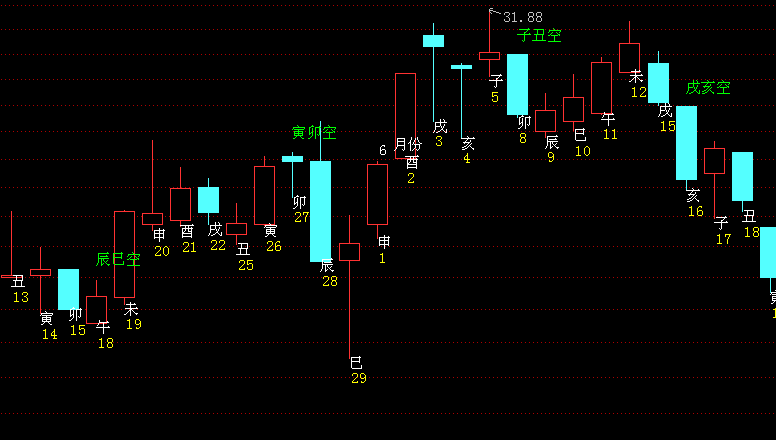 31.88
子丑空
戌亥空
寅卯空
辰巳空
6 月份
丑
13
寅
14
卯
15
午
18
未
19
申
20
酉
21
戌
22
丑
25
寅
26
卯
27
辰
28
巳
29
申
1
酉
2
戌
3
亥
4
子
5
卯
8
辰
9
巳
10
午
11
未
12
戌
15
亥
16
子
17
丑
18
寅